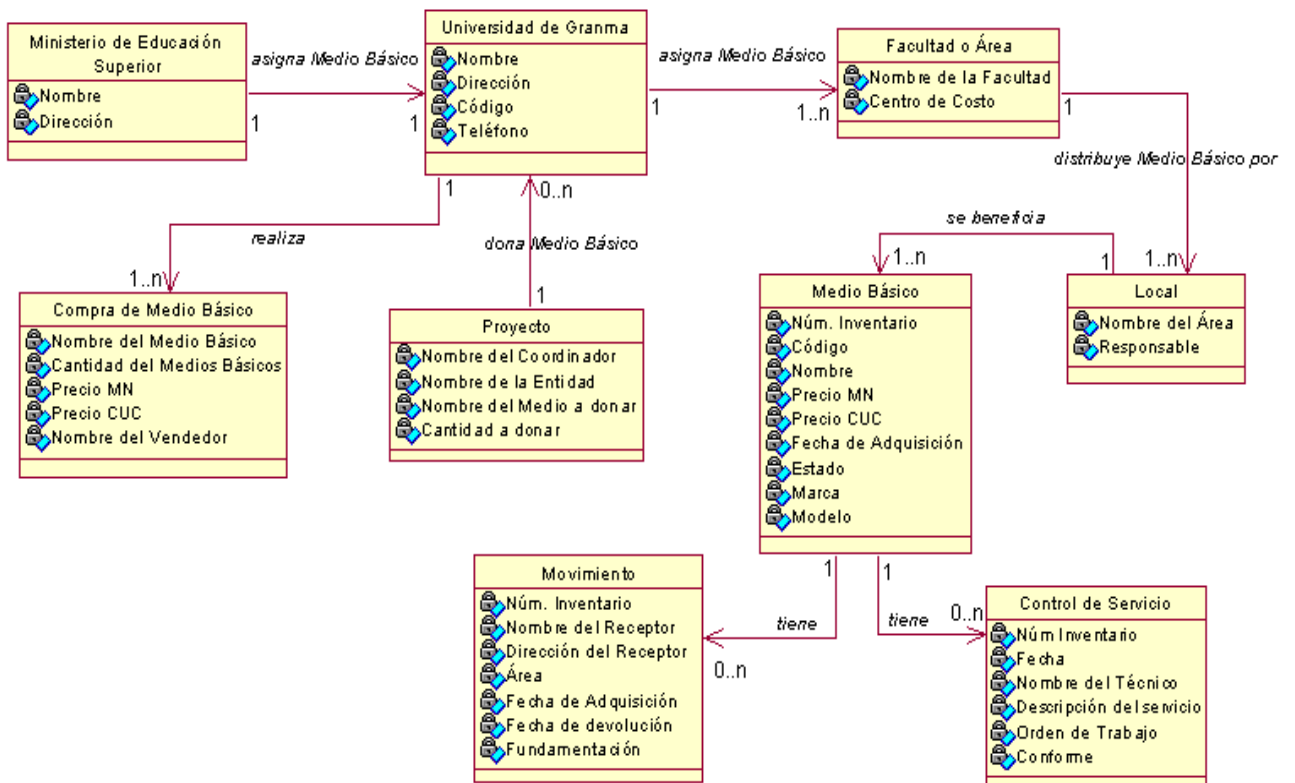 Ministerio de Educación
Superior
Nombre
Dirección
asigna Medio Básico
1
1
Universidad de Granma
Nombre
Dirección
Código
Teléfono
asigna Medio Básico
1
1..n
Facultad o Área
Nombre de la Facultad
Centro de Costo
1
distribuye Medio Básico por
1..n
1
realiza
1..n
0..n
dona Medio Básico
1
se beneficia
1
1..n
Compra de Medio Básico
Nombre del Medio Básico
Cantidad del Medios Básicos
Precio MN
Precio CUC
Nombre del Vendedor
Proyecto
Nombre del Coordinador
Nombre de la Entidad
Nombre del Medio a donar
Cantidad a donar
Medio Básico
Núm. Inventario
Código
Nombre
Precio MN
Precio CUC
Fecha de Adquisición
Estado
Marca
Modelo
Local
Nombre del Área
Responsable
1
tiene
0..n
1
tiene
0..n
Movimiento
Núm. Inventario
Nombre del Receptor
Dirección del Receptor
Área
Fecha de Adquisición
Fecha de devolución
Fundamentación
Control de Servicio
Núm Inventario
Fecha
Nombre del Técnico
Descripción del servicio
Orden de Trabajo
Conforme